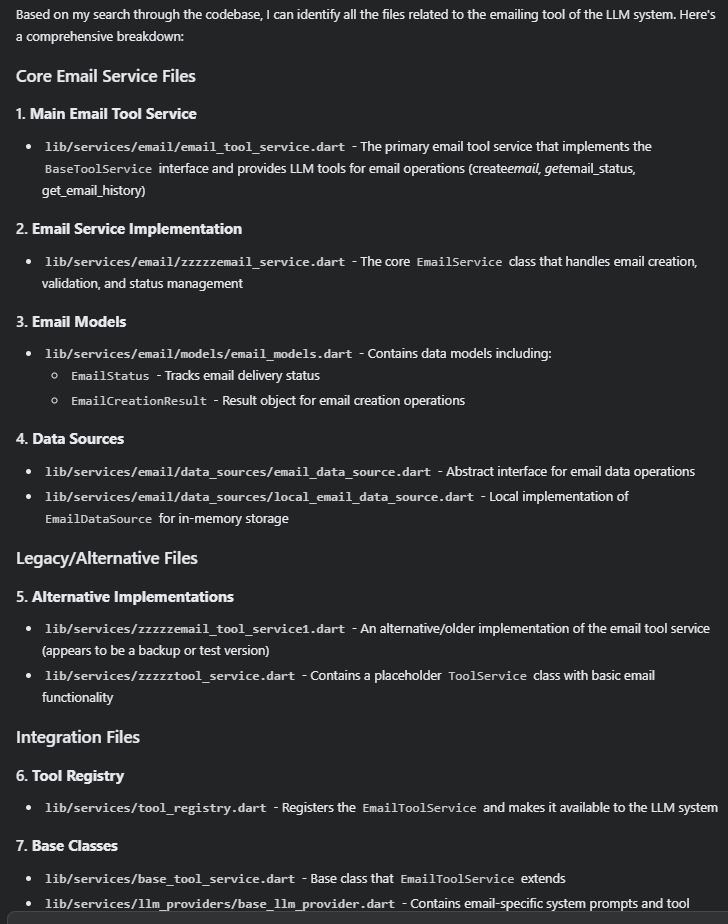 Based on my search through the codebase, I can identify all the files related to the emailing tool of the LLM system. Here's
a comprehensive breakdown:
Core Email Service Files
1. Main Email Tool Service
• lib/services/email/email_tool_service.dart - The primary email tool service that implements the
BaseToolService interface and provides LLM tools for email operations (createemail, getemail_status,
get_email_history)
2. Email Service Implementation
• lib/services/email/zzzzzemail_service.dart - The core EmailService class that handles email creation,
validation, and status management
3. Email Models
• lib/services/email/models/email_models.dart - Contains data models including:
○ EmailStatus - Tracks email delivery status
○ EmailCreationResult - Result object for email creation operations
4. Data Sources
• lib/services/email/data_sources/email_data_source.dart - Abstract interface for email data operations
• lib/services/email/data_sources/local_email_data_source.dart - Local implementation of
EmailDataSource for in-memory storage
Legacy/Alternative Files
5. Alternative Implementations
• lib/services/zzzzzemail_tool_service1.dart - An alternative/older implementation of the email tool service
(appears to be a backup or test version)
• lib/services/zzzzztool_service.dart - Contains a placeholder ToolService class with basic email
functionality
Integration Files
6. Tool Registry
• lib/services/tool_registry.dart - Registers the EmailToolService and makes it available to the LLM system
7. Base Classes
• lib/services/base_tool_service.dart - Base class that EmailToolService extends
• lib/services/llm_providers/base_llm_provider.dart - Contains email-specific system prompts and tool